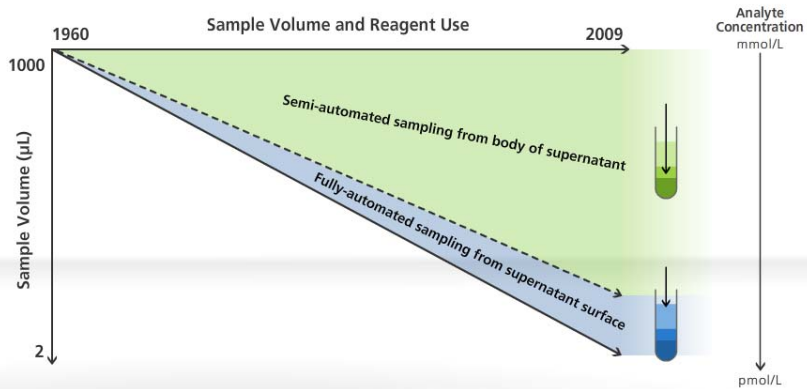 Sample Volume and Reagent Use
Analyte
Concentration
mmol/L
1960
2009
1000
Semi-automated sampling from body of supernatant
Fully-automated sampling from supernatant surface
Sample Volume (µL)
2
pmol/L